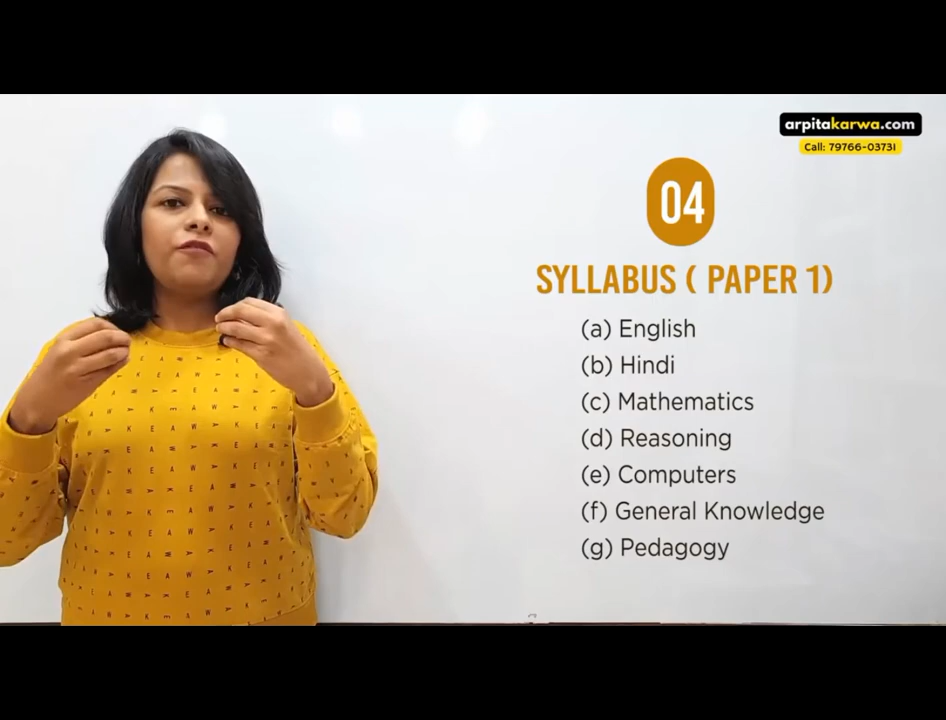 arpitakarwa.com
Call: 79766-03731
04
SYLLABUS ( PAPER 1)
(a) English
(b) Hindi
(c) Mathematics
(d) Reasoning
(e) Computers
(f) General Knowledge
(g) Pedagogy